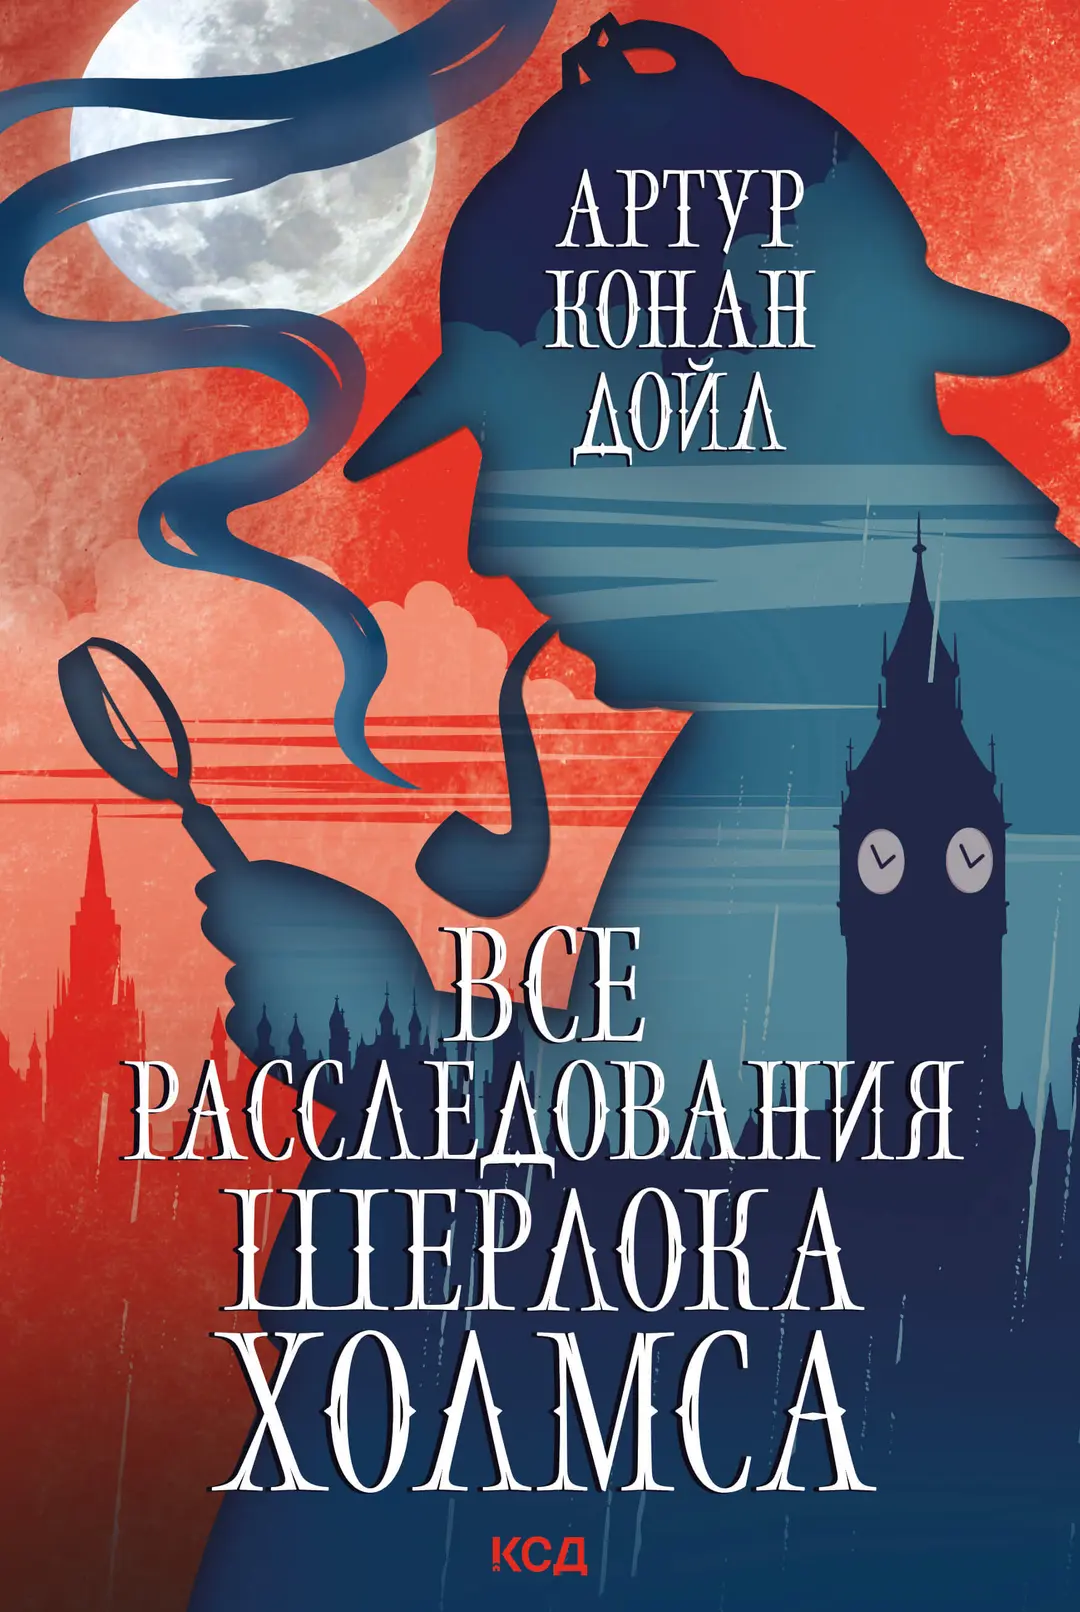 АРТУР
КОНАН
ДОЙЛ
ВСЕ
РАССЛЕДОВАНИЯ
ШЕРЛОКА
ХОЛМСА
КСД